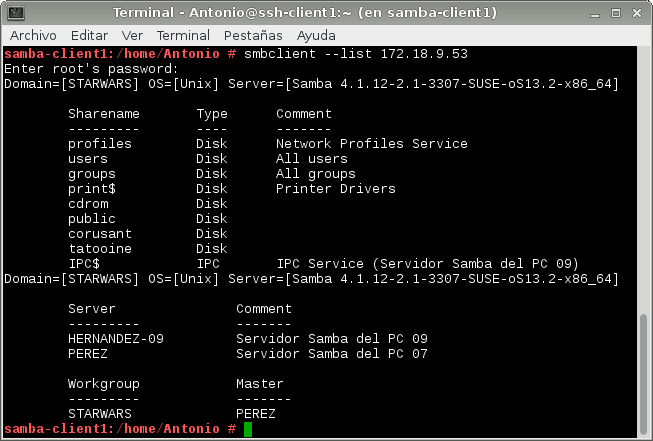 Terminal - Antonio@ssh-client1:~ (en samba-client1)
Archivo Editar Ver Terminal Pestañas Ayuda
samba-client1:/home/Antonio # smbclient --list 172.18.9.53
Enter root's password:
Domain=[STARWARS] OS=[Unix] Server=[Samba 4.1.12-2.1-3307-SUSE-oS13.2-x86_64]
Sharename Type Comment
--------- ---- -------
profiles Disk Network Profiles Service
users Disk All users
groups Disk All groups
print$ Disk Printer Drivers
cdrom Disk
public Disk
corusant Disk
tatooine Disk
IPC$ IPC IPC Service (Servidor Samba del PC 09)
Domain=[STARWARS] OS=[Unix] Server=[Samba 4.1.12-2.1-3307-SUSE-oS13.2-x86_64]
Server Comment
--------- -------
HERNANDEZ-09 Servidor Samba del PC 09
PEREZ Servidor Samba del PC 07
Workgroup Master
--------- -------
STARWARS PEREZ
samba-client1:/home/Antonio #